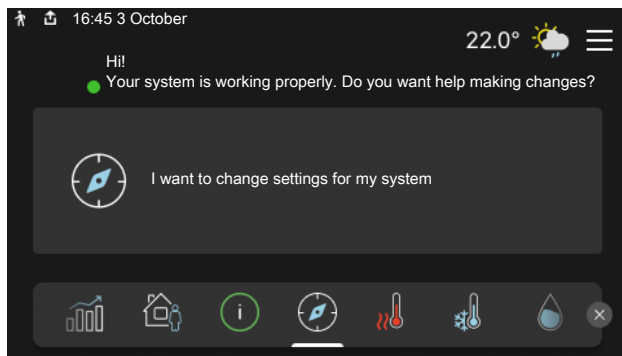 16:45 3 October
22.0°
Hi!
Your system is working properly. Do you want help making changes?
I want to change settings for my system
i